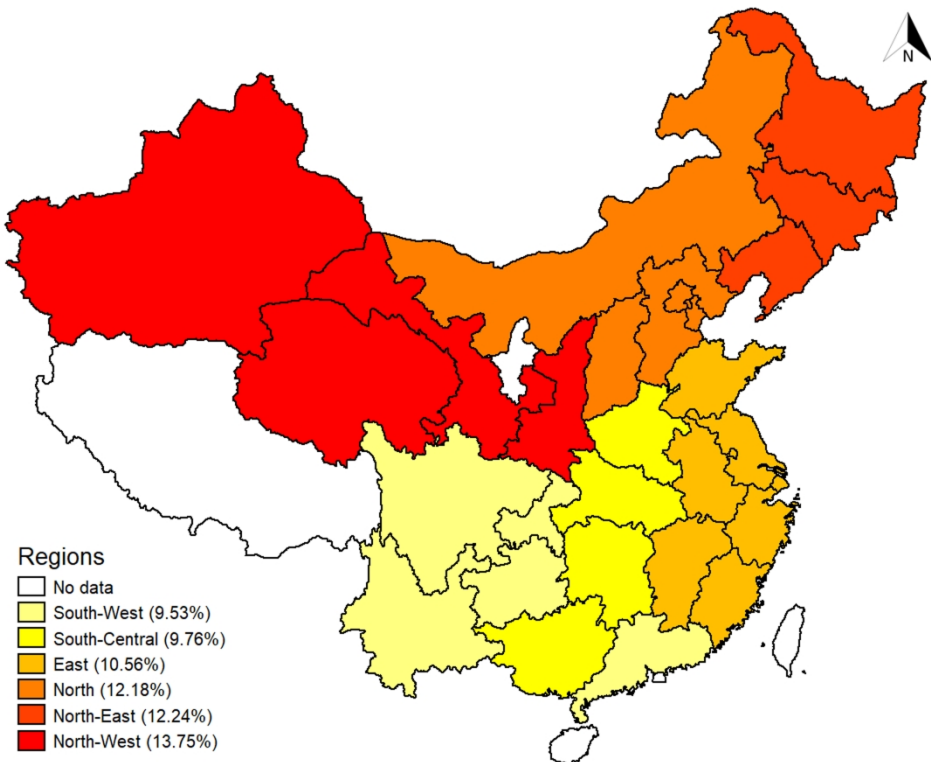 N
Regions
No data
South-West (9.53%)
South-Central (9.76%)
East (10.56%)
North (12.18%)
North-East (12.24%)
North-West (13.75%)